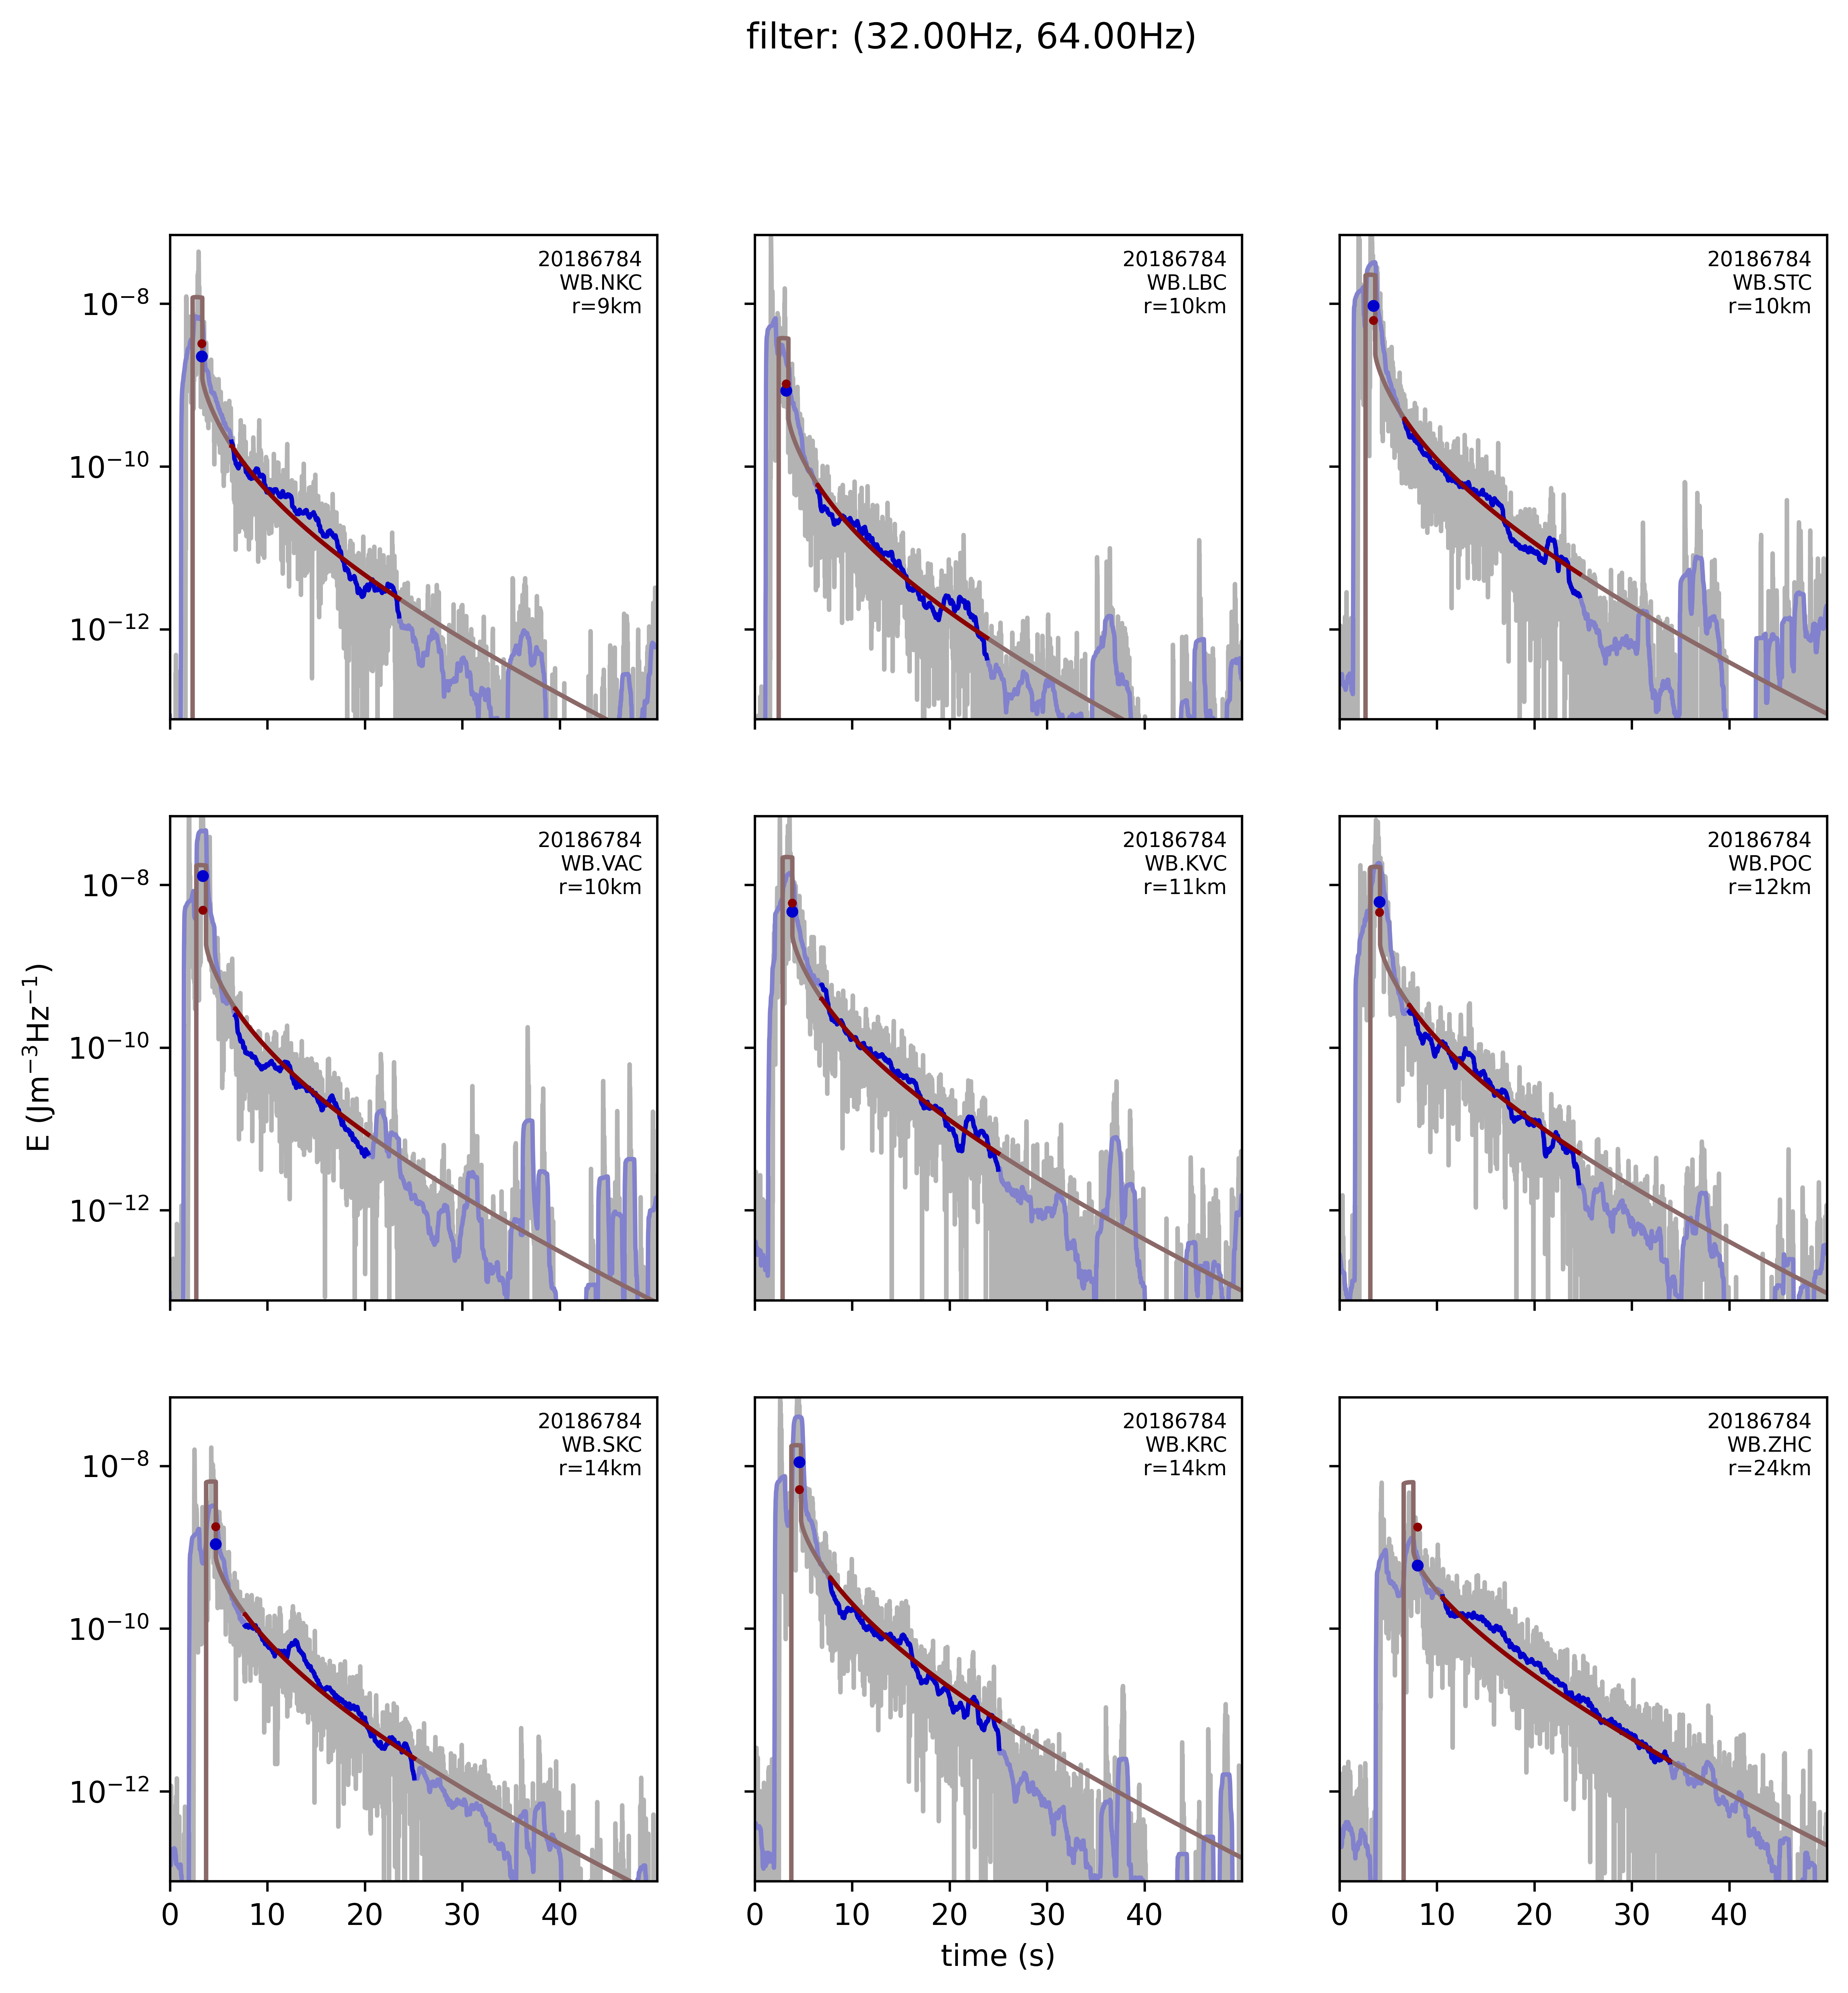 filter: (32.00Hz, 64.00Hz)
20186784
WB.NKC
r=9km
20186784
WB.LBC
r=10km
20186784
WB.STC
r=10km
10⁻⁸
10⁻¹⁰
10⁻¹²
20186784
WB.VAC
r=10km
20186784
WB.KVC
r=11km
20186784
WB.POC
r=12km
10⁻⁸
10⁻¹⁰
10⁻¹²
E (Jm⁻³Hz⁻¹)
20186784
WB.SKC
r=14km
20186784
WB.KRC
r=14km
20186784
WB.ZHC
r=24km
10⁻⁸
10⁻¹⁰
10⁻¹²
0 10 20 30 40
0 10 20 30 40
0 10 20 30 40
time (s)